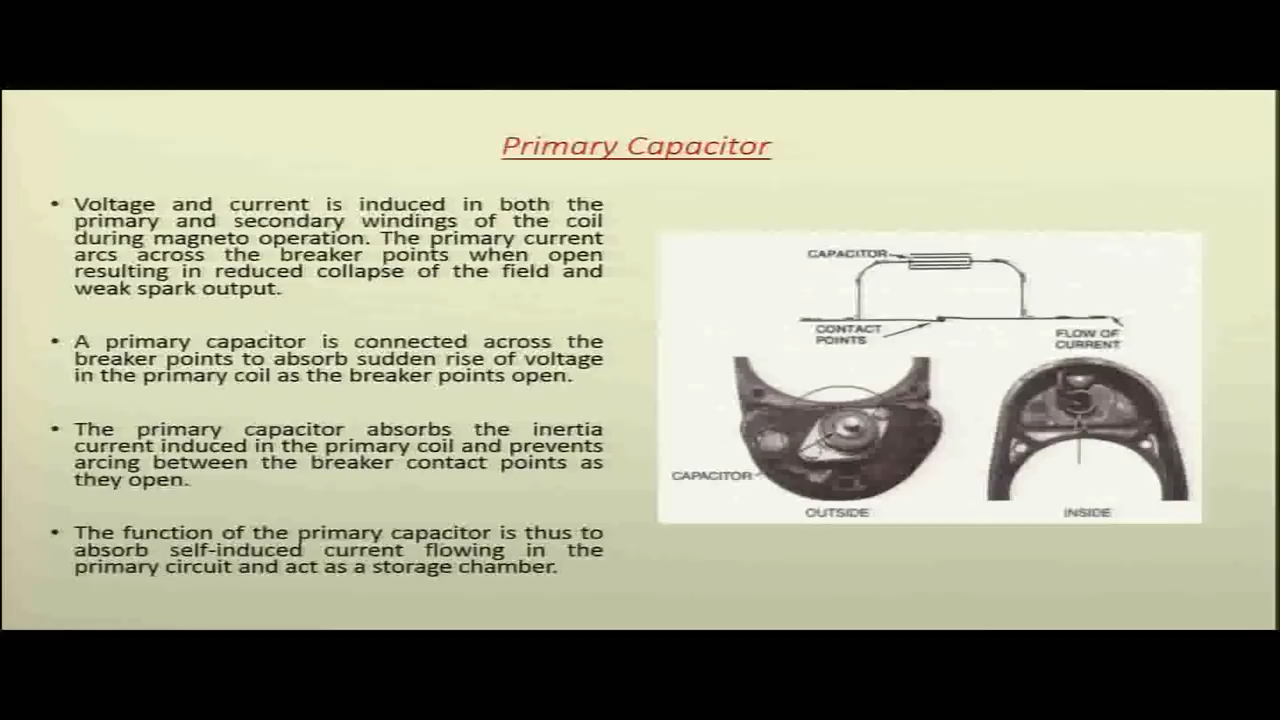 Primary Capacitor
• Voltage and current is induced in both the
primary and secondary windings of the coil
during magneto operation. The primary current
arcs across the breaker points when open
resulting in reduced collapse of the field and
weak spark output.
• A primary capacitor is connected across the
breaker points to absorb sudden rise of voltage
in the primary coil as the breaker points open.
• The primary capacitor absorbs the inertia
current induced in the primary coil and prevents
arcing between the breaker contact points as
they open.
• The function of the primary capacitor is thus to
absorb self-induced current flowing in the
primary circuit and act as a storage chamber.
CAPACITOR
CONTACT
POINTS
FLOW OF
CURRENT
CAPACITOR
OUTSIDE
INSIDE